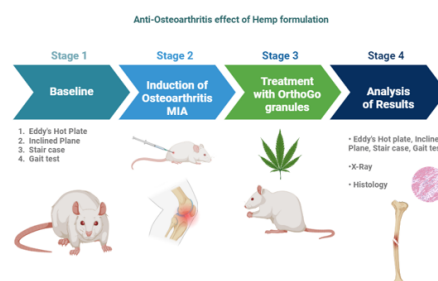 Anti-Osteoarthritis effect of Hemp formulation
Stage 1
Stage 2
Stage 3
Stage 4
Baseline
Induction of
Osteoarthritis
MIA
Treatment
with OrthoGo
granules
Analysis
of Results
1. Eddy's Hot Plate
2. Inclined Plane
3. Stair case
4. Gait test
• Eddy's Hot plate,
Plane, Stair case, Gait
•X-Ray
• Histology